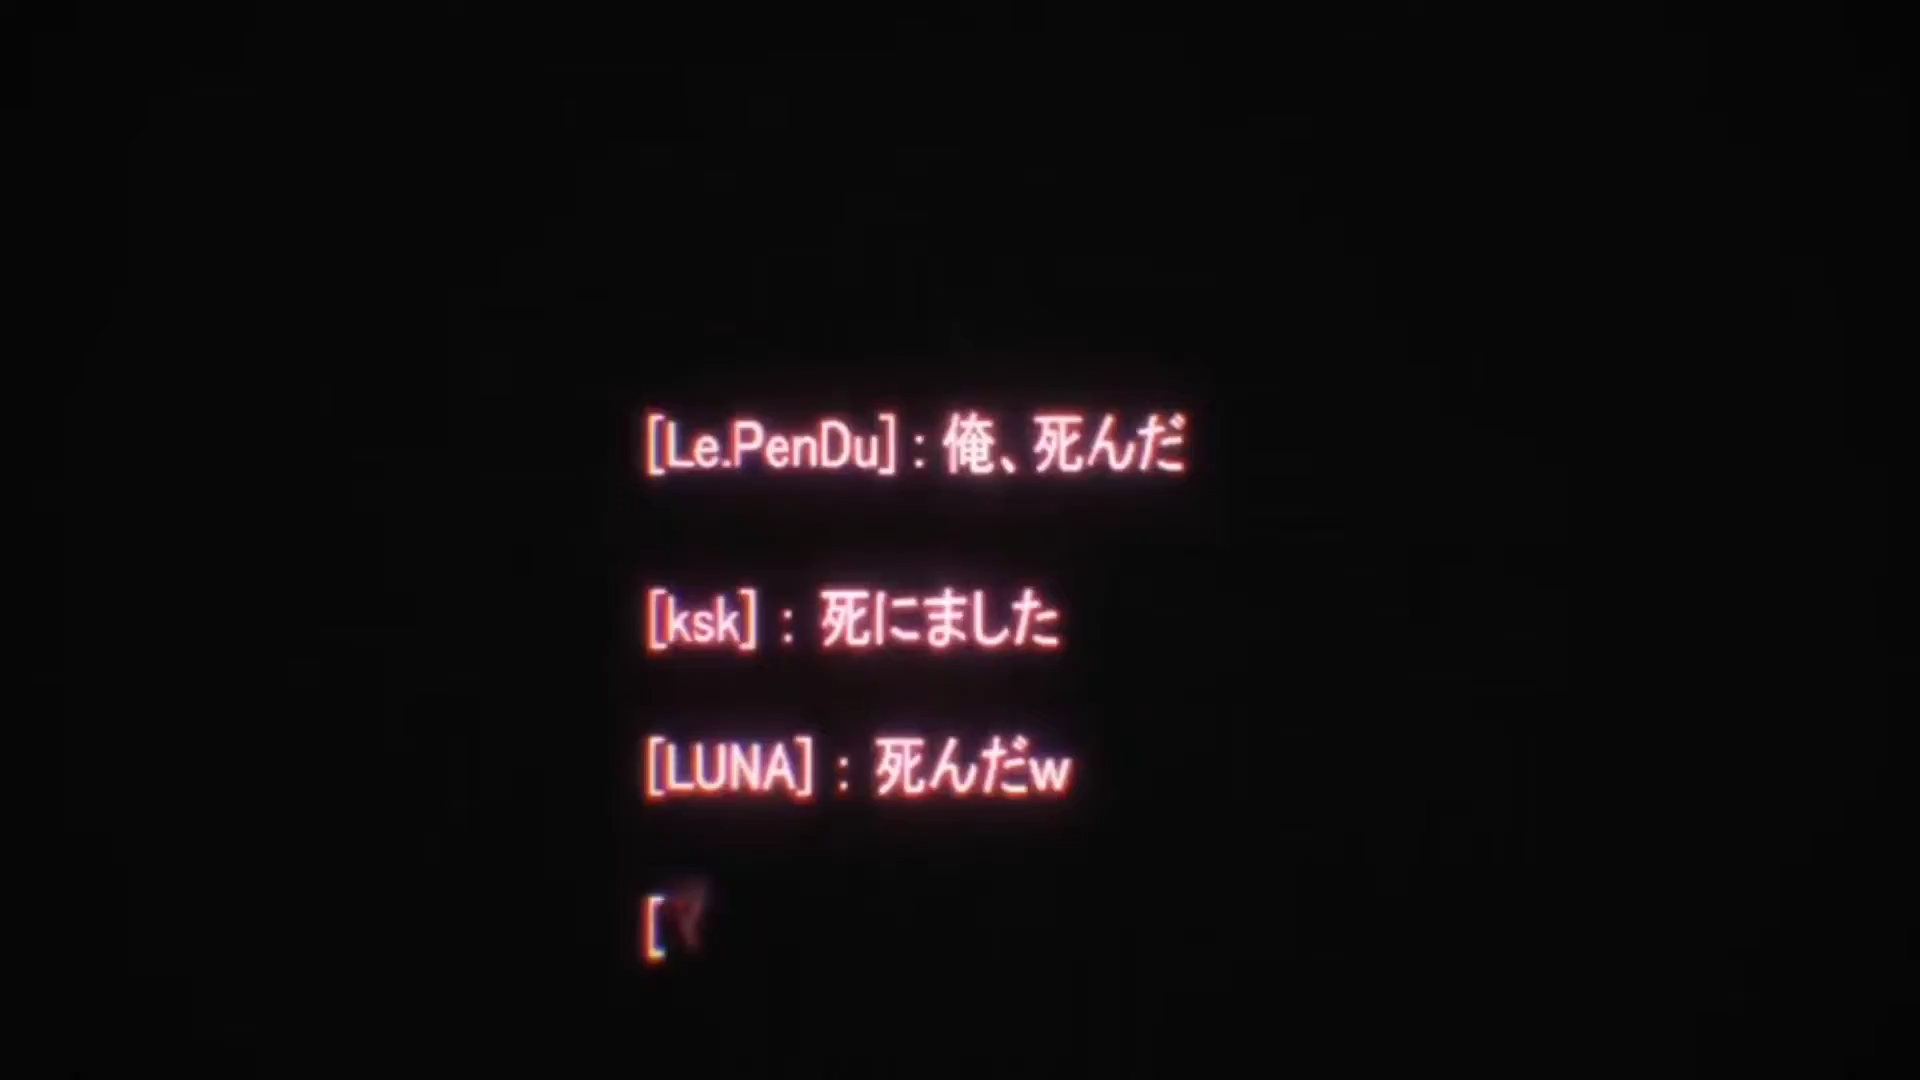 [Le.PenDu] : 俺、死んだ
[ksk] : 死にました
[LUNA] : 死んだw
[